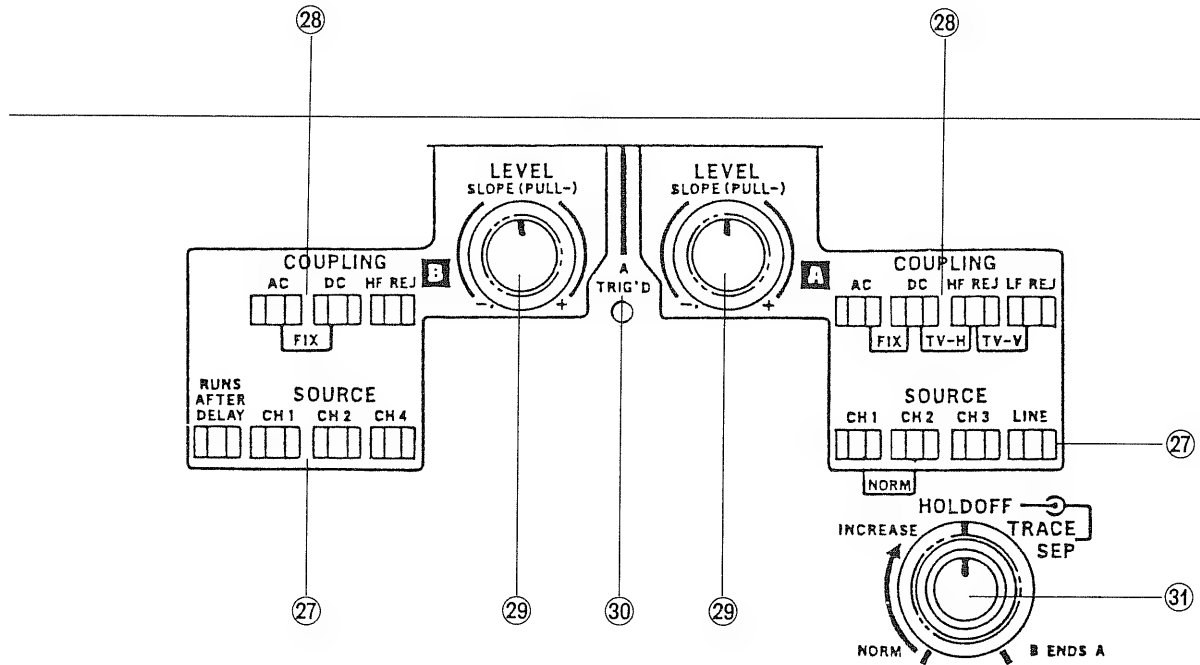 28 28
LEVEL LEVEL
SLOPE (PULL-) SLOPE (PULL-)
COUPLING B A A COUPLING
AC DC HF REJ TRIG'D AC DC HF REJ LF REJ
- + - +
FIX FIX TV-H TV-V
RUNS
AFTER SOURCE SOURCE
DELAY CH 1 CH 2 CH 4 CH 1 CH 2 CH 3 LINE
27
NORM
HOLDOFF
INCREASE TRACE
SEP
27 29 30 29 31
NORM B ENDS A